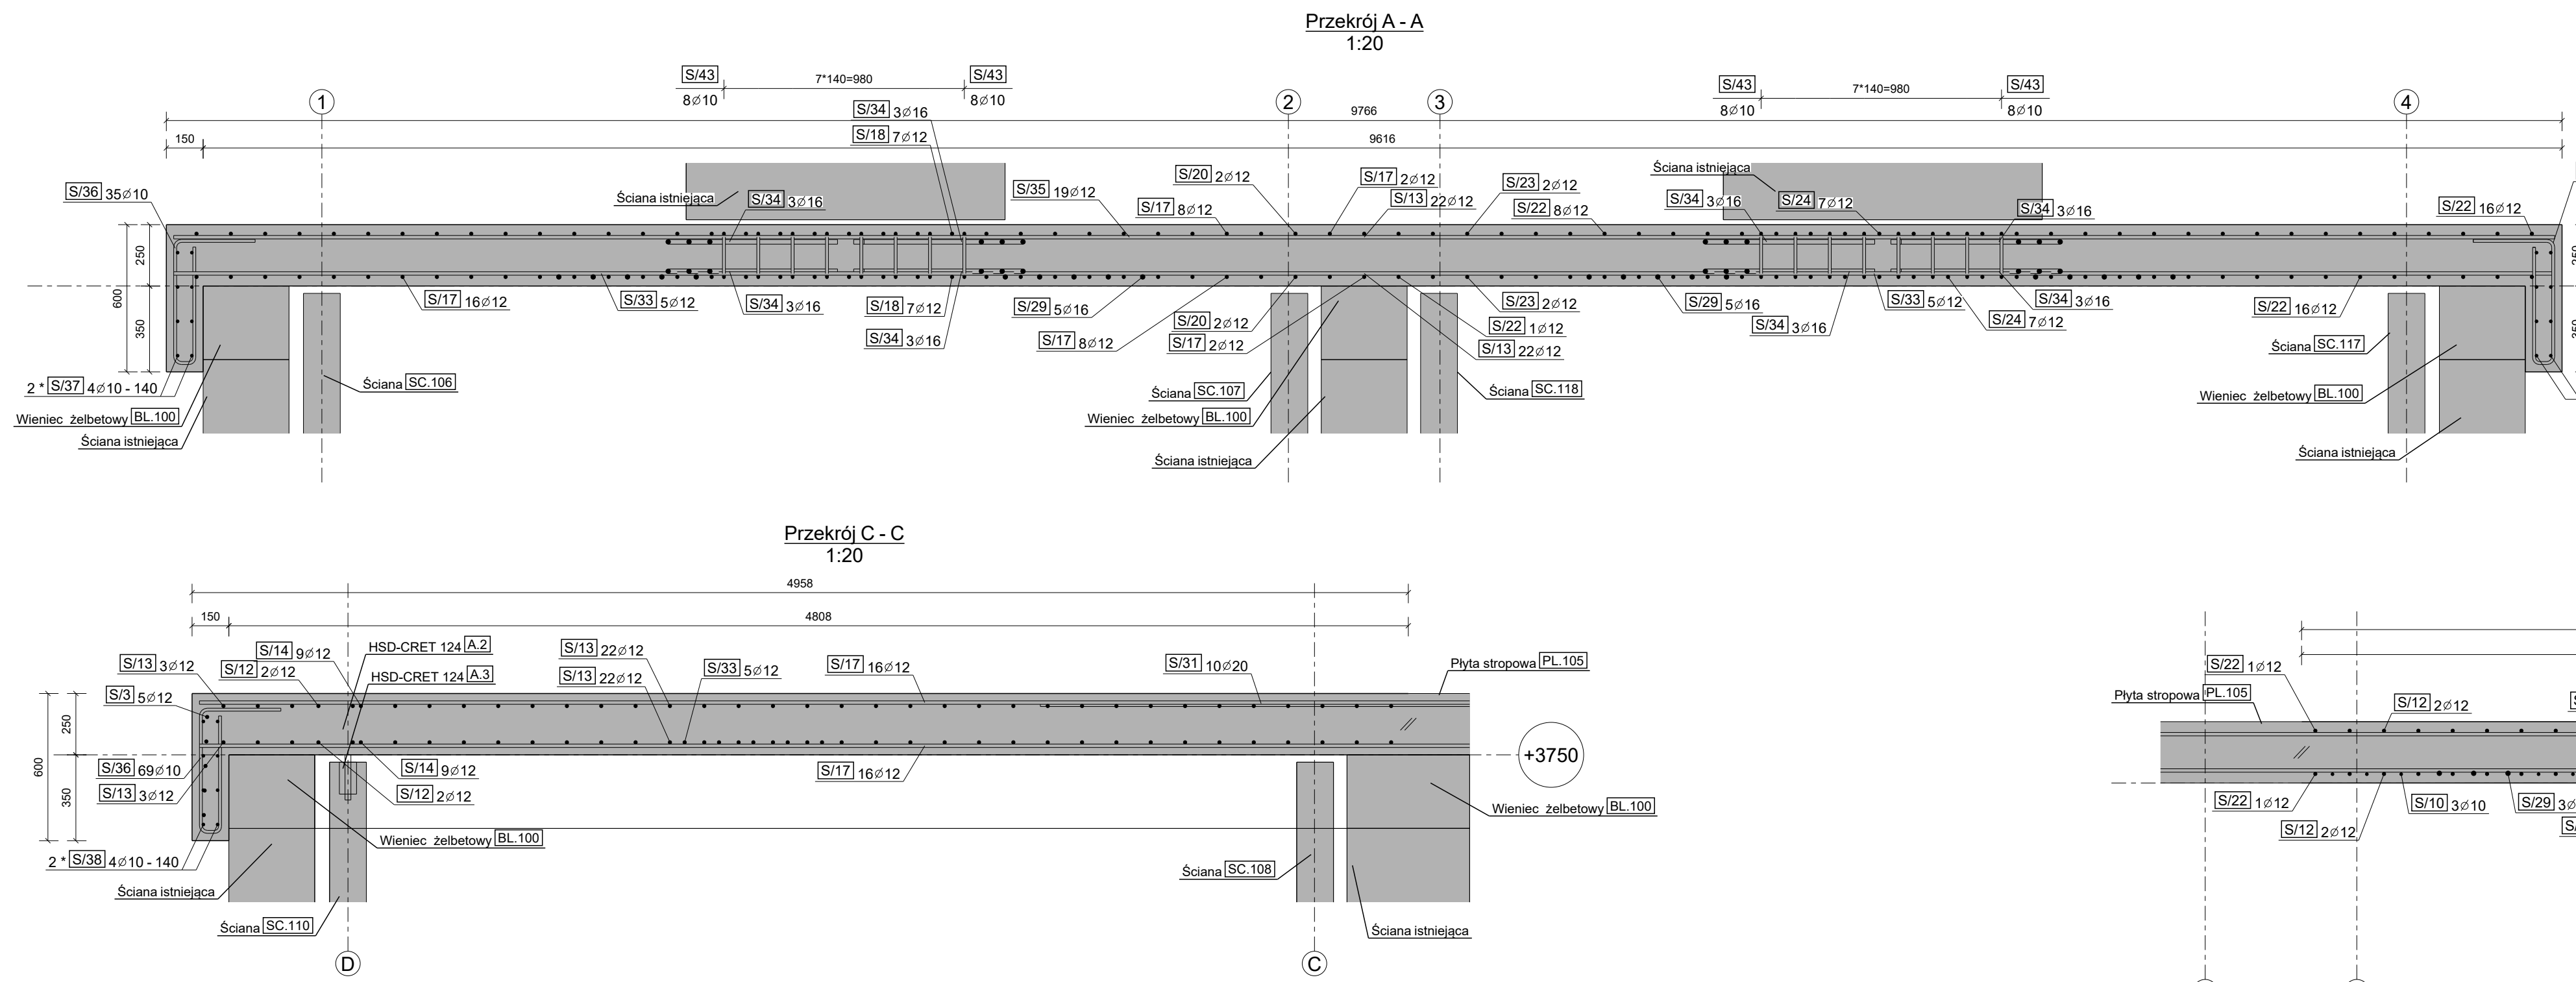 Przekrój A - A
1:20
S/43
8∅10
7*140=980
S/43
8∅10
S/43
8∅10
7*140=980
S/43
8∅10
1
2
3
4
9766
150
9616
S/34 3∅16
S/18 7∅12
S/36 35∅10
Ściana istniejąca
S/34 3∅16
S/35 19∅12
S/17 8∅12
S/20 2∅12
S/17 2∅12
S/13 22∅12
S/23 2∅12
S/22 8∅12
Ściana istniejąca
S/34 3∅16
S/24 7∅12
S/34 3∅16
S/22 16∅12
600
250
350
S/17 16∅12
S/33 5∅12
S/34 3∅16
S/18 7∅12
S/34 3∅16
S/29 5∅16
S/17 8∅12
S/20 2∅12
S/17 2∅12
S/23 2∅12
S/22 1∅12
S/13 22∅12
S/29 5∅16
S/34 3∅16
S/33 5∅12
S/24 7∅12
S/34 3∅16
S/22 16∅12
2 * S/37 4∅10 - 140
Wieniec żelbetowy BL.100
Ściana istniejąca
Ściana SC.106
Ściana SC.107
Wieniec żelbetowy BL.100
Ściana istniejąca
Ściana SC.118
Ściana SC.117
Wieniec żelbetowy BL.100
Ściana istniejąca
Przekrój C - C
1:20
4958
150
4808
S/13 3∅12
S/14 9∅12
S/12 2∅12
S/3 5∅12
HSD-CRET 124 A.2
HSD-CRET 124 A.3
S/13 22∅12
S/13 22∅12
S/33 5∅12
S/17 16∅12
S/31 10∅20
Płyta stropowa PL.105
600
250
350
+3750
S/36 69∅10
S/13 3∅12
S/14 9∅12
S/12 2∅12
S/17 16∅12
Wieniec żelbetowy BL.100
Wieniec żelbetowy BL.100
2 * S/38 4∅10 - 140
Ściana istniejąca
Ściana SC.110
Ściana SC.108
Ściana istniejąca
D
C
S/22 1∅12
Płyta stropowa PL.105
S/12 2∅12
S/22 1∅12
S/12 2∅12
S/10 3∅10
S/29